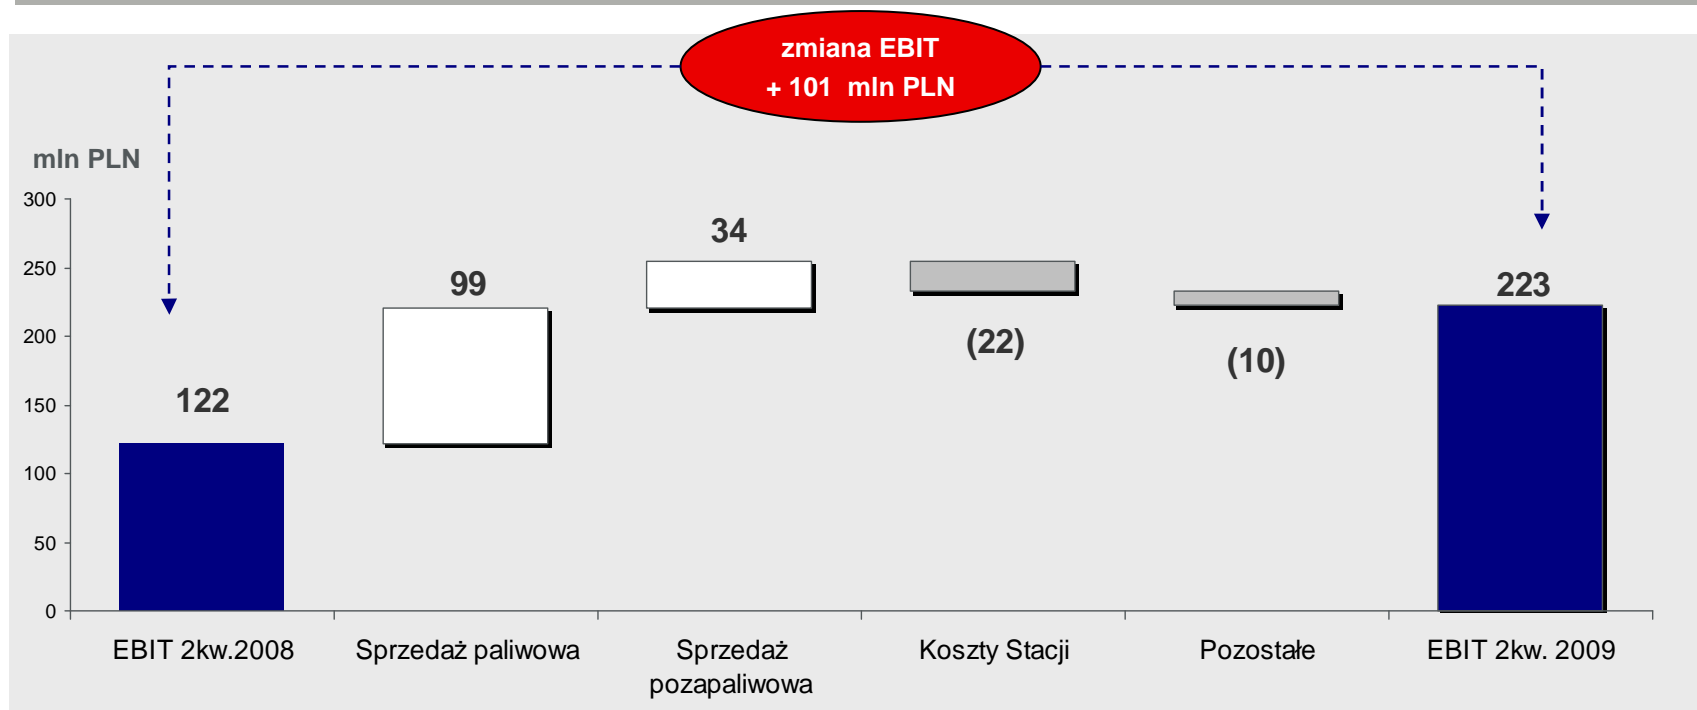 zmiana EBIT
+ 101 mln PLN
mln PLN
300
250
200
150
100
50
0
122
99
34
(22)
(10)
223
EBIT 2kw.2008
Sprzedaż paliwowa
Sprzedaż
pozapaliwowa
Koszty Stacji
Pozostałe
EBIT 2kw. 2009